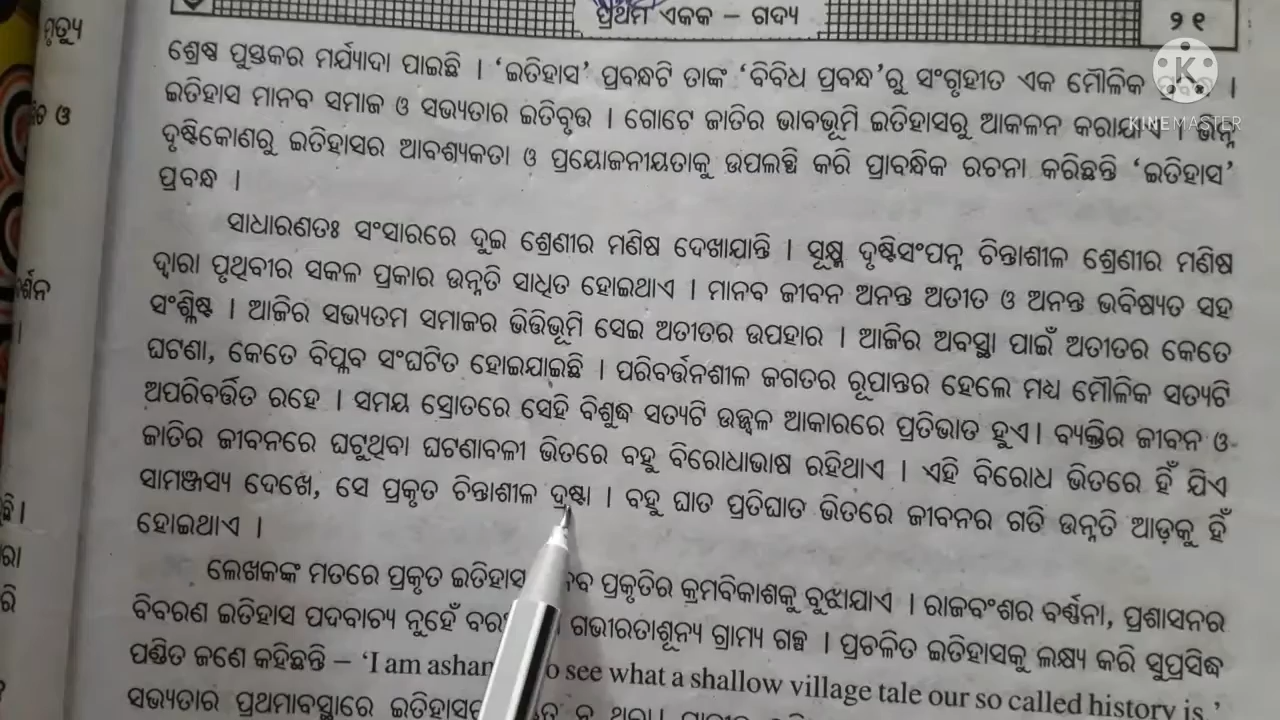 ପ୍ରଥମ ଏକକ – ଗଦ୍ୟ
୨୧
ମୃତ୍ୟୁ
ଶ୍ରେଷ୍ଠ ପୁସ୍ତକର ମର୍ଯ୍ୟାଦା ପାଇଛି । ‘ଇତିହାସ’ ପ୍ରବନ୍ଧଟି ତାଙ୍କ ‘ବିବିଧ ପ୍ରବନ୍ଧ’ରୁ ସଂଗୃହୀତ ଏକ ମୌଳିକ ।
K
KINEMASTER
ଇତିହାସ ମାନବ ସମାଜ ଓ ସଭ୍ୟତାର ଇତିବୃତ୍ତ । ଗୋଟେ ଜାତିର ଭାବଭୂମି ଇତିହାସରୁ ଆକଳନ କରାଯାଏ । ଭିନ୍ନ
ଦୃଷ୍ଟିକୋଣରୁ ଇତିହାସର ଆବଶ୍ୟକତା ଓ ପ୍ରୟୋଜନୀୟତାକୁ ଉପଲବ୍ଧି କରି ପ୍ରାବନ୍ଧିକ ରଚନା କରିଛନ୍ତି ‘ଇତିହାସ’
ପ୍ରବନ୍ଧ ।
ସାଧାରଣତଃ ସଂସାରରେ ଦୁଇ ଶ୍ରେଣୀର ମଣିଷ ଦେଖାଯାନ୍ତି । ସୂକ୍ଷ୍ମ ଦୃଷ୍ଟିସଂପନ୍ନ ଚିନ୍ତାଶୀଳ ଶ୍ରେଣୀର ମଣିଷ
ଦ୍ୱାରା ପୃଥିବୀର ସକଳ ପ୍ରକାର ଉନ୍ନତି ସାଧିତ ହୋଇଥାଏ । ମାନବ ଜୀବନ ଅନନ୍ତ ଅତୀତ ଓ ଅନନ୍ତ ଭବିଷ୍ୟତ ସହ
ସଂଶ୍ଳିଷ୍ଟ । ଆଜିର ସଭ୍ୟତମ ସମାଜର ଭିତ୍ତିଭୂମି ସେଇ ଅତୀତର ଉପହାର । ଆଜିର ଅବସ୍ଥା ପାଇଁ ଅତୀତର କେତେ
ଘଟଣା, କେତେ ବିପ୍ଳବ ସଂଘଟିତ ହୋଇଯାଇଛି । ପରିବର୍ତ୍ତନଶୀଳ ଜଗତର ରୂପାନ୍ତର ହେଲେ ମଧ୍ୟ ମୌଳିକ ସତ୍ୟଟି
ଅପରିବର୍ତ୍ତିତ ରହେ । ସମୟ ସ୍ରୋତରେ ସେହି ବିଶୁଦ୍ଧ ସତ୍ୟଟି ଉଜ୍ଜ୍ୱଳ ଆକାରରେ ପ୍ରତିଭାତ ହୁଏ। ବ୍ୟକ୍ତିର ଜୀବନ ଓ
ଜାତିର ଜୀବନରେ ଘଟୁଥିବା ଘଟଣାବଳୀ ଭିତରେ ବହୁ ବିରୋଧାଭାଷ ରହିଥାଏ । ଏହି ବିରୋଧ ଭିତରେ ହିଁ ଯିଏ
ସାମଞ୍ଜସ୍ୟ ଦେଖେ, ସେ ପ୍ରକୃତ ଚିନ୍ତାଶୀଳ ଦ୍ରଷ୍ଟା । ବହୁ ଘାତ ପ୍ରତିଘାତ ଭିତରେ ଜୀବନର ଗତି ଉନ୍ନତି ଆଡ଼କୁ ହିଁ
ହୋଇଥାଏ ।
ଲେଖକଙ୍କ ମତରେ ପ୍ରକୃତ ଇତିହାସ ପ୍ରକୃତିର କ୍ରମବିକାଶକୁ ବୁଝାଯାଏ । ରାଜବଂଶର ବର୍ଣ୍ଣନା, ପ୍ରଶାସନର
ବିବରଣ ଇତିହାସ ପଦବାଚ୍ୟ ନୁହେଁ ଗଭୀରତାଶୂନ୍ୟ ଗ୍ରାମ୍ୟ ଗଳ୍ପ । ପ୍ରଚଳିତ ଇତିହାସକୁ ଲକ୍ଷ୍ୟ କରି ସୁପ୍ରସିଦ୍ଧ
ପଣ୍ଡିତ ଜଣେ କହିଛନ୍ତି – ‘I am see what a shallow village tale our so called history is.’
ସଭ୍ୟତାର ପ୍ରଥମାବସ୍ଥାରେ